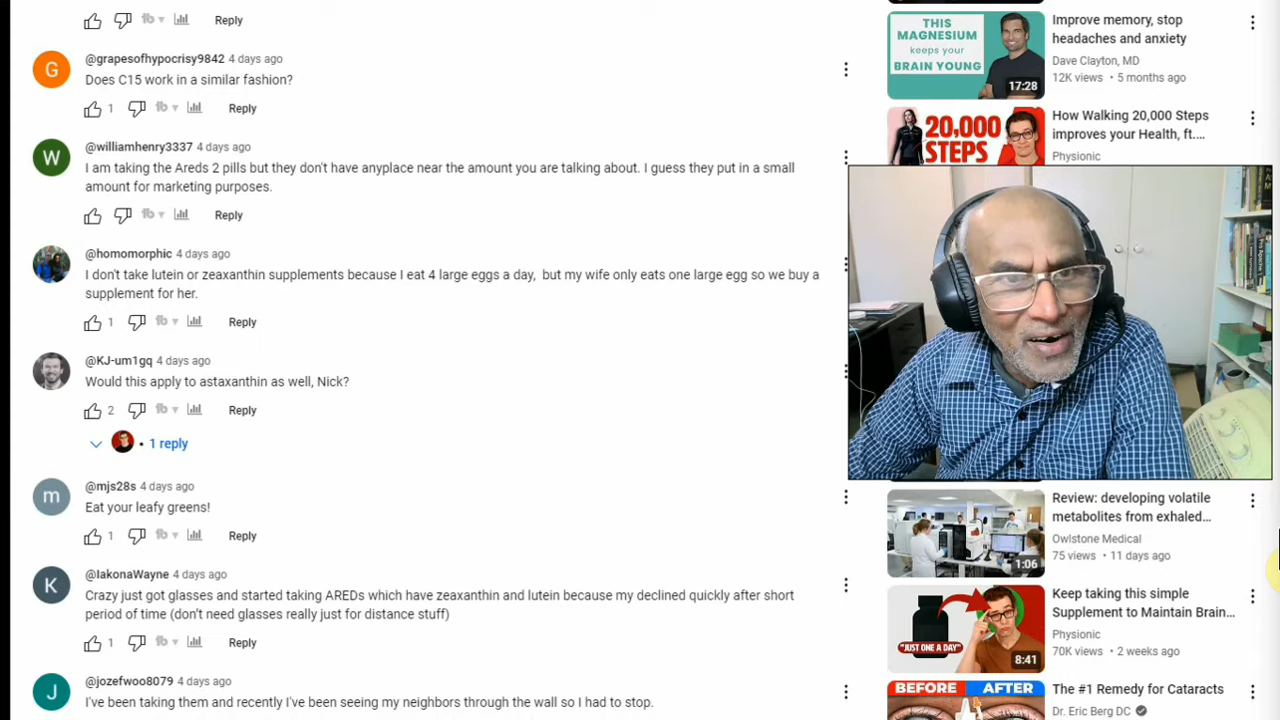 Reply
G
@grapesofhypocrisy9842 4 days ago
Does C15 work in a similar fashion?
1
Reply
W
@williamhenry3337 4 days ago
I am taking the Areds 2 pills but they don't have anyplace near the amount you are talking about. I guess they put in a small
amount for marketing purposes.
Reply
@homomorphic 4 days ago
I don't take lutein or zeaxanthin supplements because I eat 4 large eggs a day, but my wife only eats one large egg so we buy a
supplement for her.
1
Reply
@KJ-um1gq 4 days ago
Would this apply to astaxanthin as well, Nick?
2
Reply
1 reply
m
@mjs28s 4 days ago
Eat your leafy greens!
1
Reply
K
@IakonaWayne 4 days ago
Crazy just got glasses and started taking AREDs which have zeaxanthin and lutein because my declined quickly after short
period of time (don't need glasses really just for distance stuff)
1
Reply
J
@jozefwoo8079 4 days ago
I've been taking them and recently I've been seeing my neighbors through the wall so I had to stop.
THIS
MAGNESIUM
keeps your
BRAIN YOUNG
17:28
Improve memory, stop
headaches and anxiety
Dave Clayton, MD
12K views • 5 months ago
20,000
STEPS
How Walking 20,000 Steps
improves your Health, ft....
Physionic
1:06
Review: developing volatile
metabolites from exhaled...
Owlstone Medical
75 views • 11 days ago
"JUST ONE A DAY"
8:41
Keep taking this simple
Supplement to Maintain Brain...
Physionic
70K views • 2 weeks ago
BEFORE
AFTER
The #1 Remedy for Cataracts
Dr. Eric Berg DC